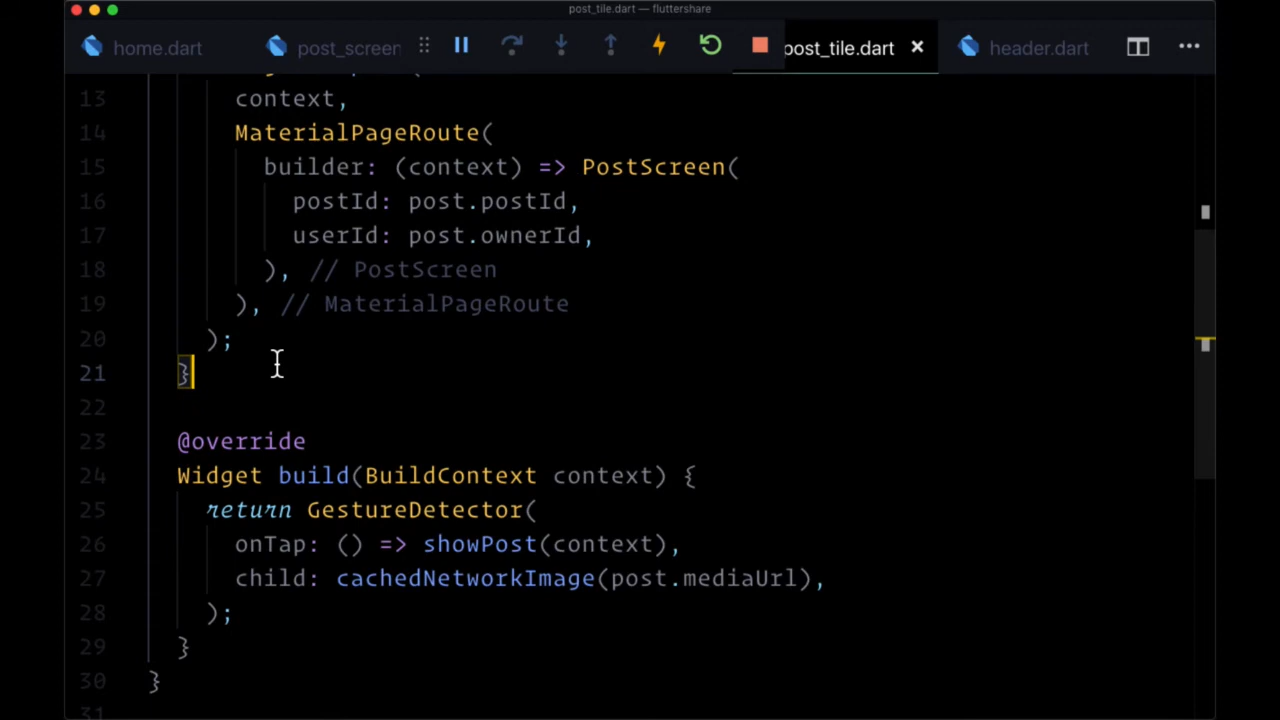 post_tile.dart — fluttershare
home.dart post_screen post_tile.dart header.dart
13 context,
14 MaterialPageRoute(
15 builder: (context) => PostScreen(
16 postId: post.postId,
17 userId: post.ownerId,
18 ), // PostScreen
19 ), // MaterialPageRoute
20 );
21 }
22
23 @override
24 Widget build(BuildContext context) {
25 return GestureDetector(
26 onTap: () => showPost(context),
27 child: cachedNetworkImage(post.mediaUrl),
28 );
29 }
30 }
31